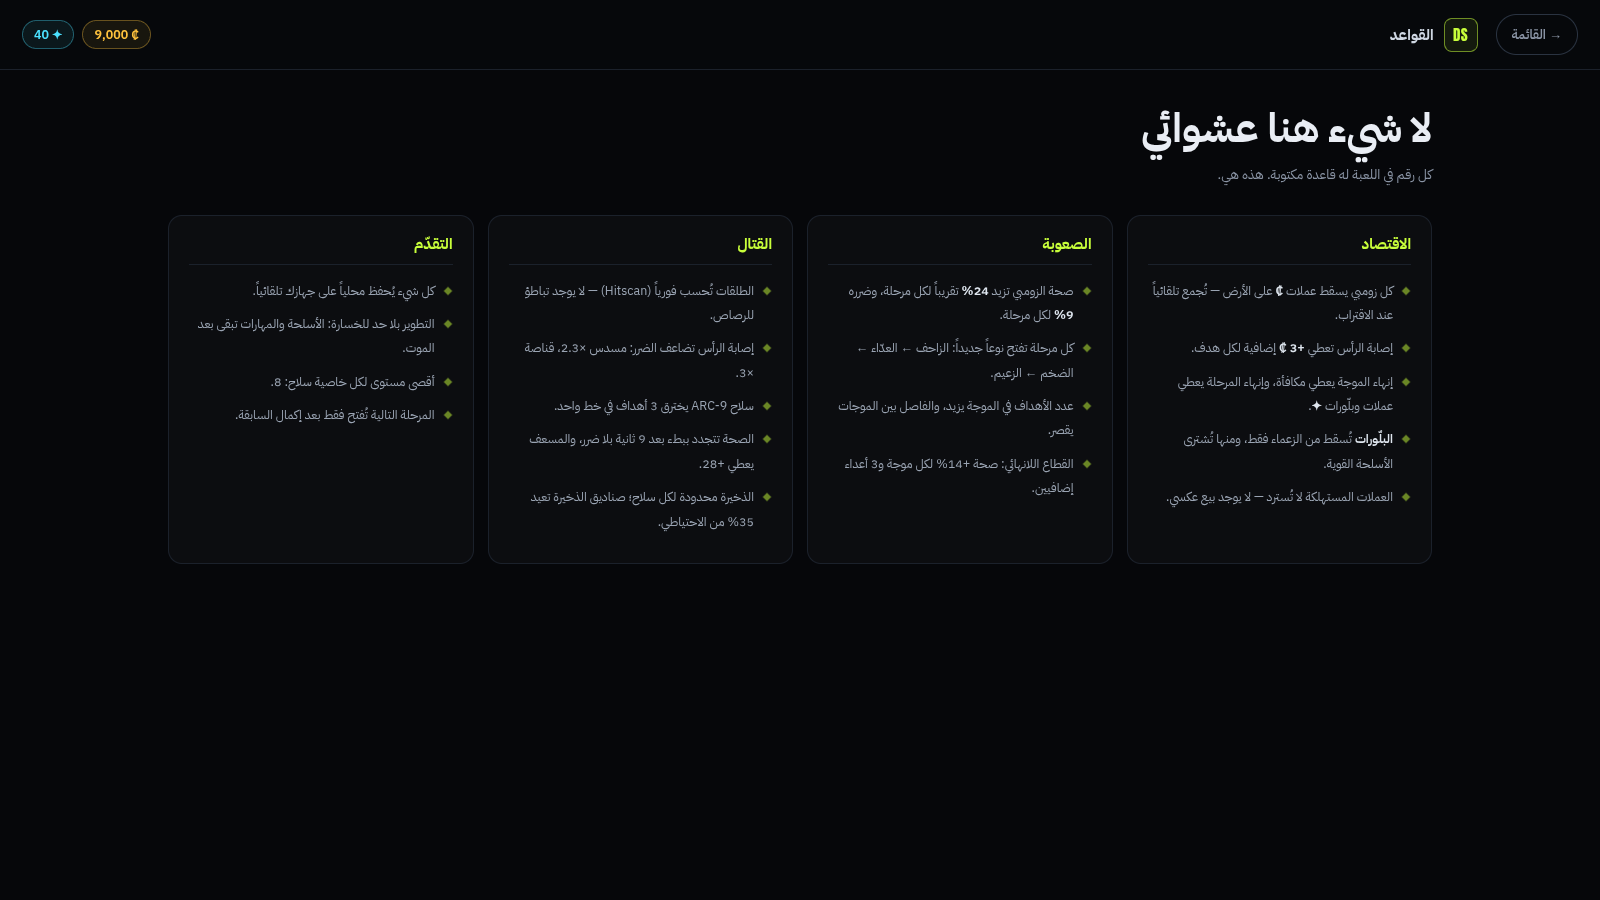 → القائمة
DS
القواعد
9,000 ₵
40 ✦
لا شيء هنا عشوائي
كل رقم في اللعبة له قاعدة مكتوبة. هذه هي.
الاقتصاد
كل زومبي يسقط عملات ₵ على الأرض — تُجمع تلقائياً
عند الاقتراب.
إصابة الرأس تعطي +3 ₵ إضافية لكل هدف.
إنهاء الموجة يعطي مكافأة، وإنهاء المرحلة يعطي
عملات وبلّورات ✦.
البلّورات تُسقط من الزعماء فقط، ومنها تُشترى
الأسلحة القوية.
العملات المستهلكة لا تُسترد — لا يوجد بيع عكسي.
الصعوبة
صحة الزومبي تزيد 24% تقريباً لكل مرحلة، وضرره
9% لكل مرحلة.
كل مرحلة تفتح نوعاً جديداً: الزاحف ← العدّاء ←
الضخم ← الزعيم.
عدد الأهداف في الموجة يزيد، والفاصل بين الموجات
يقصر.
القطاع اللانهائي: صحة +14% لكل موجة و3 أعداء
إضافيين.
القتال
الطلقات تُحسب فورياً (Hitscan) — لا يوجد تباطؤ
للرصاص.
إصابة الرأس تضاعف الضرر: مسدس ×2.3، قناصة
×3.
سلاح ARC-9 يخترق 3 أهداف في خط واحد.
الصحة تتجدد ببطء بعد 9 ثانية بلا ضرر، والمسعف
يعطي +28.
الذخيرة محدودة لكل سلاح؛ صناديق الذخيرة تعيد
35% من الاحتياطي.
التقدّم
كل شيء يُحفظ محلياً على جهازك تلقائياً.
التطوير بلا حد للخسارة: الأسلحة والمهارات تبقى بعد
الموت.
أقصى مستوى لكل خاصية سلاح: 8.
المرحلة التالية تُفتح فقط بعد إكمال السابقة.